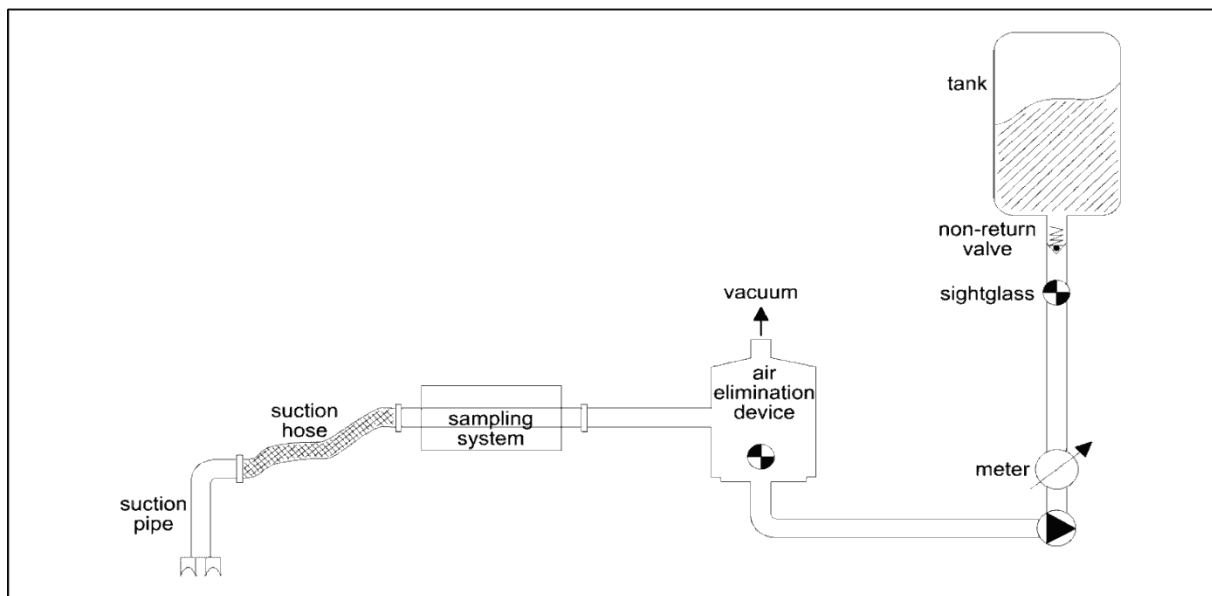 tank
non-return
valve
sightglass
vacuum
air
elimination
device
suction
hose
sampling
system
meter
suction
pipe